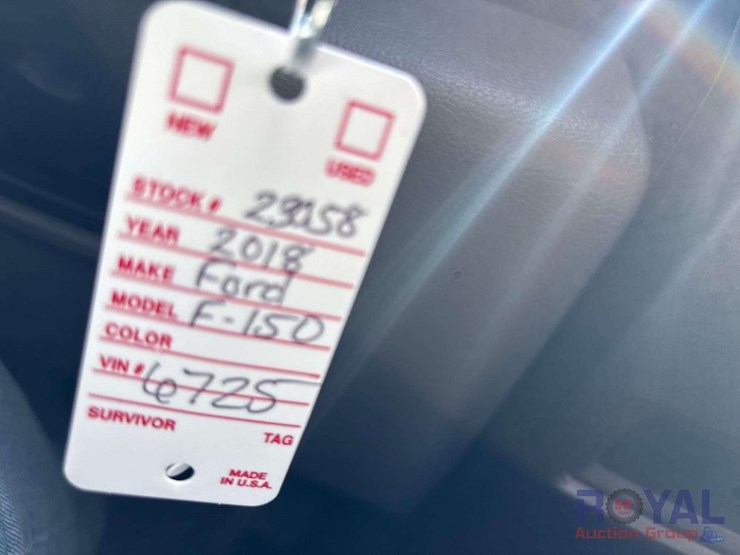 NEW
USED
STOCK # 23058
YEAR 2018
MAKE Ford
MODEL F-150
COLOR
VIN # 6725
SURVIVOR TAG
MADE
IN U.S.A.
ROYAL
Auction Group